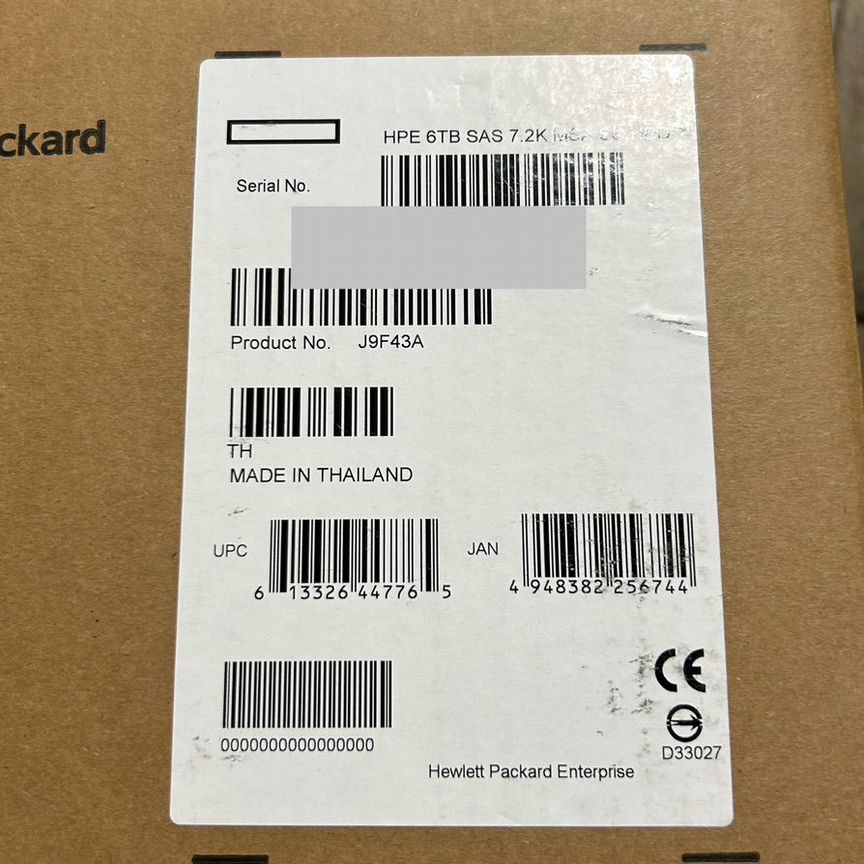 ckard
HPE 6TB SAS 7.2K
Serial No.
Product No. J9F43A
TH
MADE IN THAILAND
UPC
6 13326 44776 5
JAN
4 948382 256744
CE
0000000000000000
D33027
Hewlett Packard Enterprise